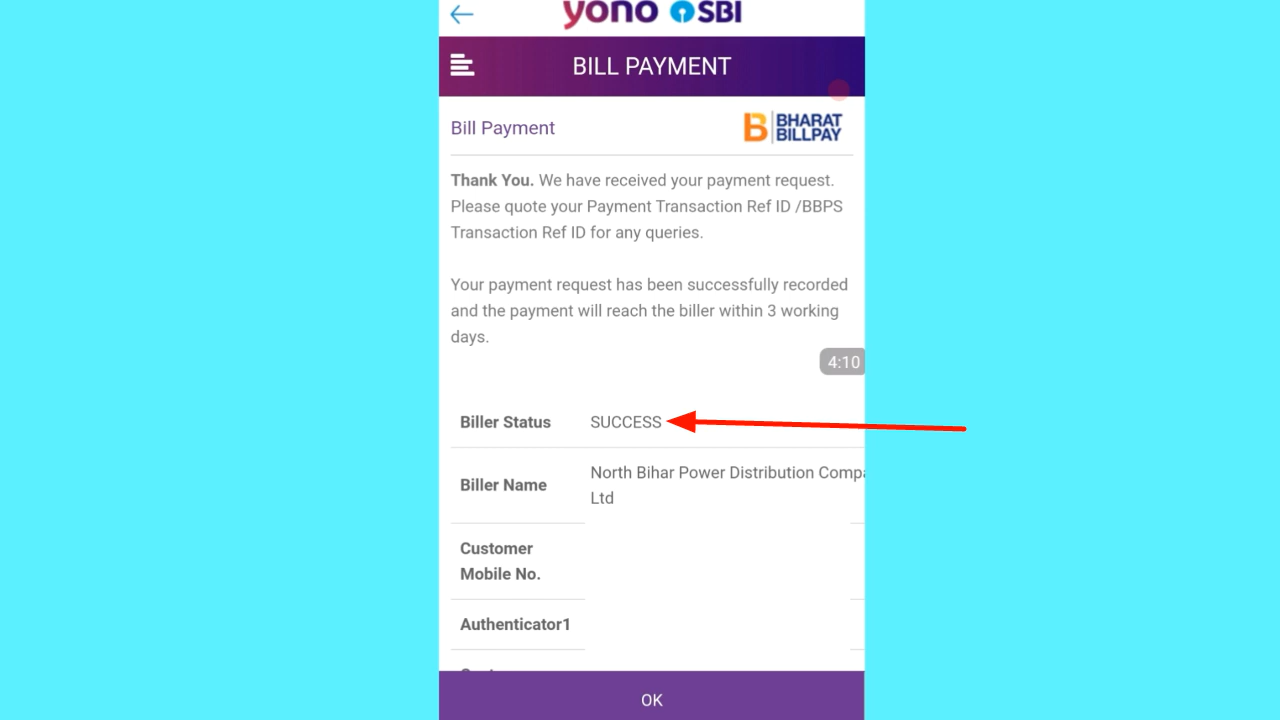 yono SBI
BILL PAYMENT
Bill Payment
BHARAT
BILLPAY
Thank You. We have received your payment request.
Please quote your Payment Transaction Ref ID /BBPS
Transaction Ref ID for any queries.
Your payment request has been successfully recorded
and the payment will reach the biller within 3 working
days.
4:10
Biller Status SUCCESS
Biller Name North Bihar Power Distribution Compa
Ltd
Customer
Mobile No.
Authenticator1
OK